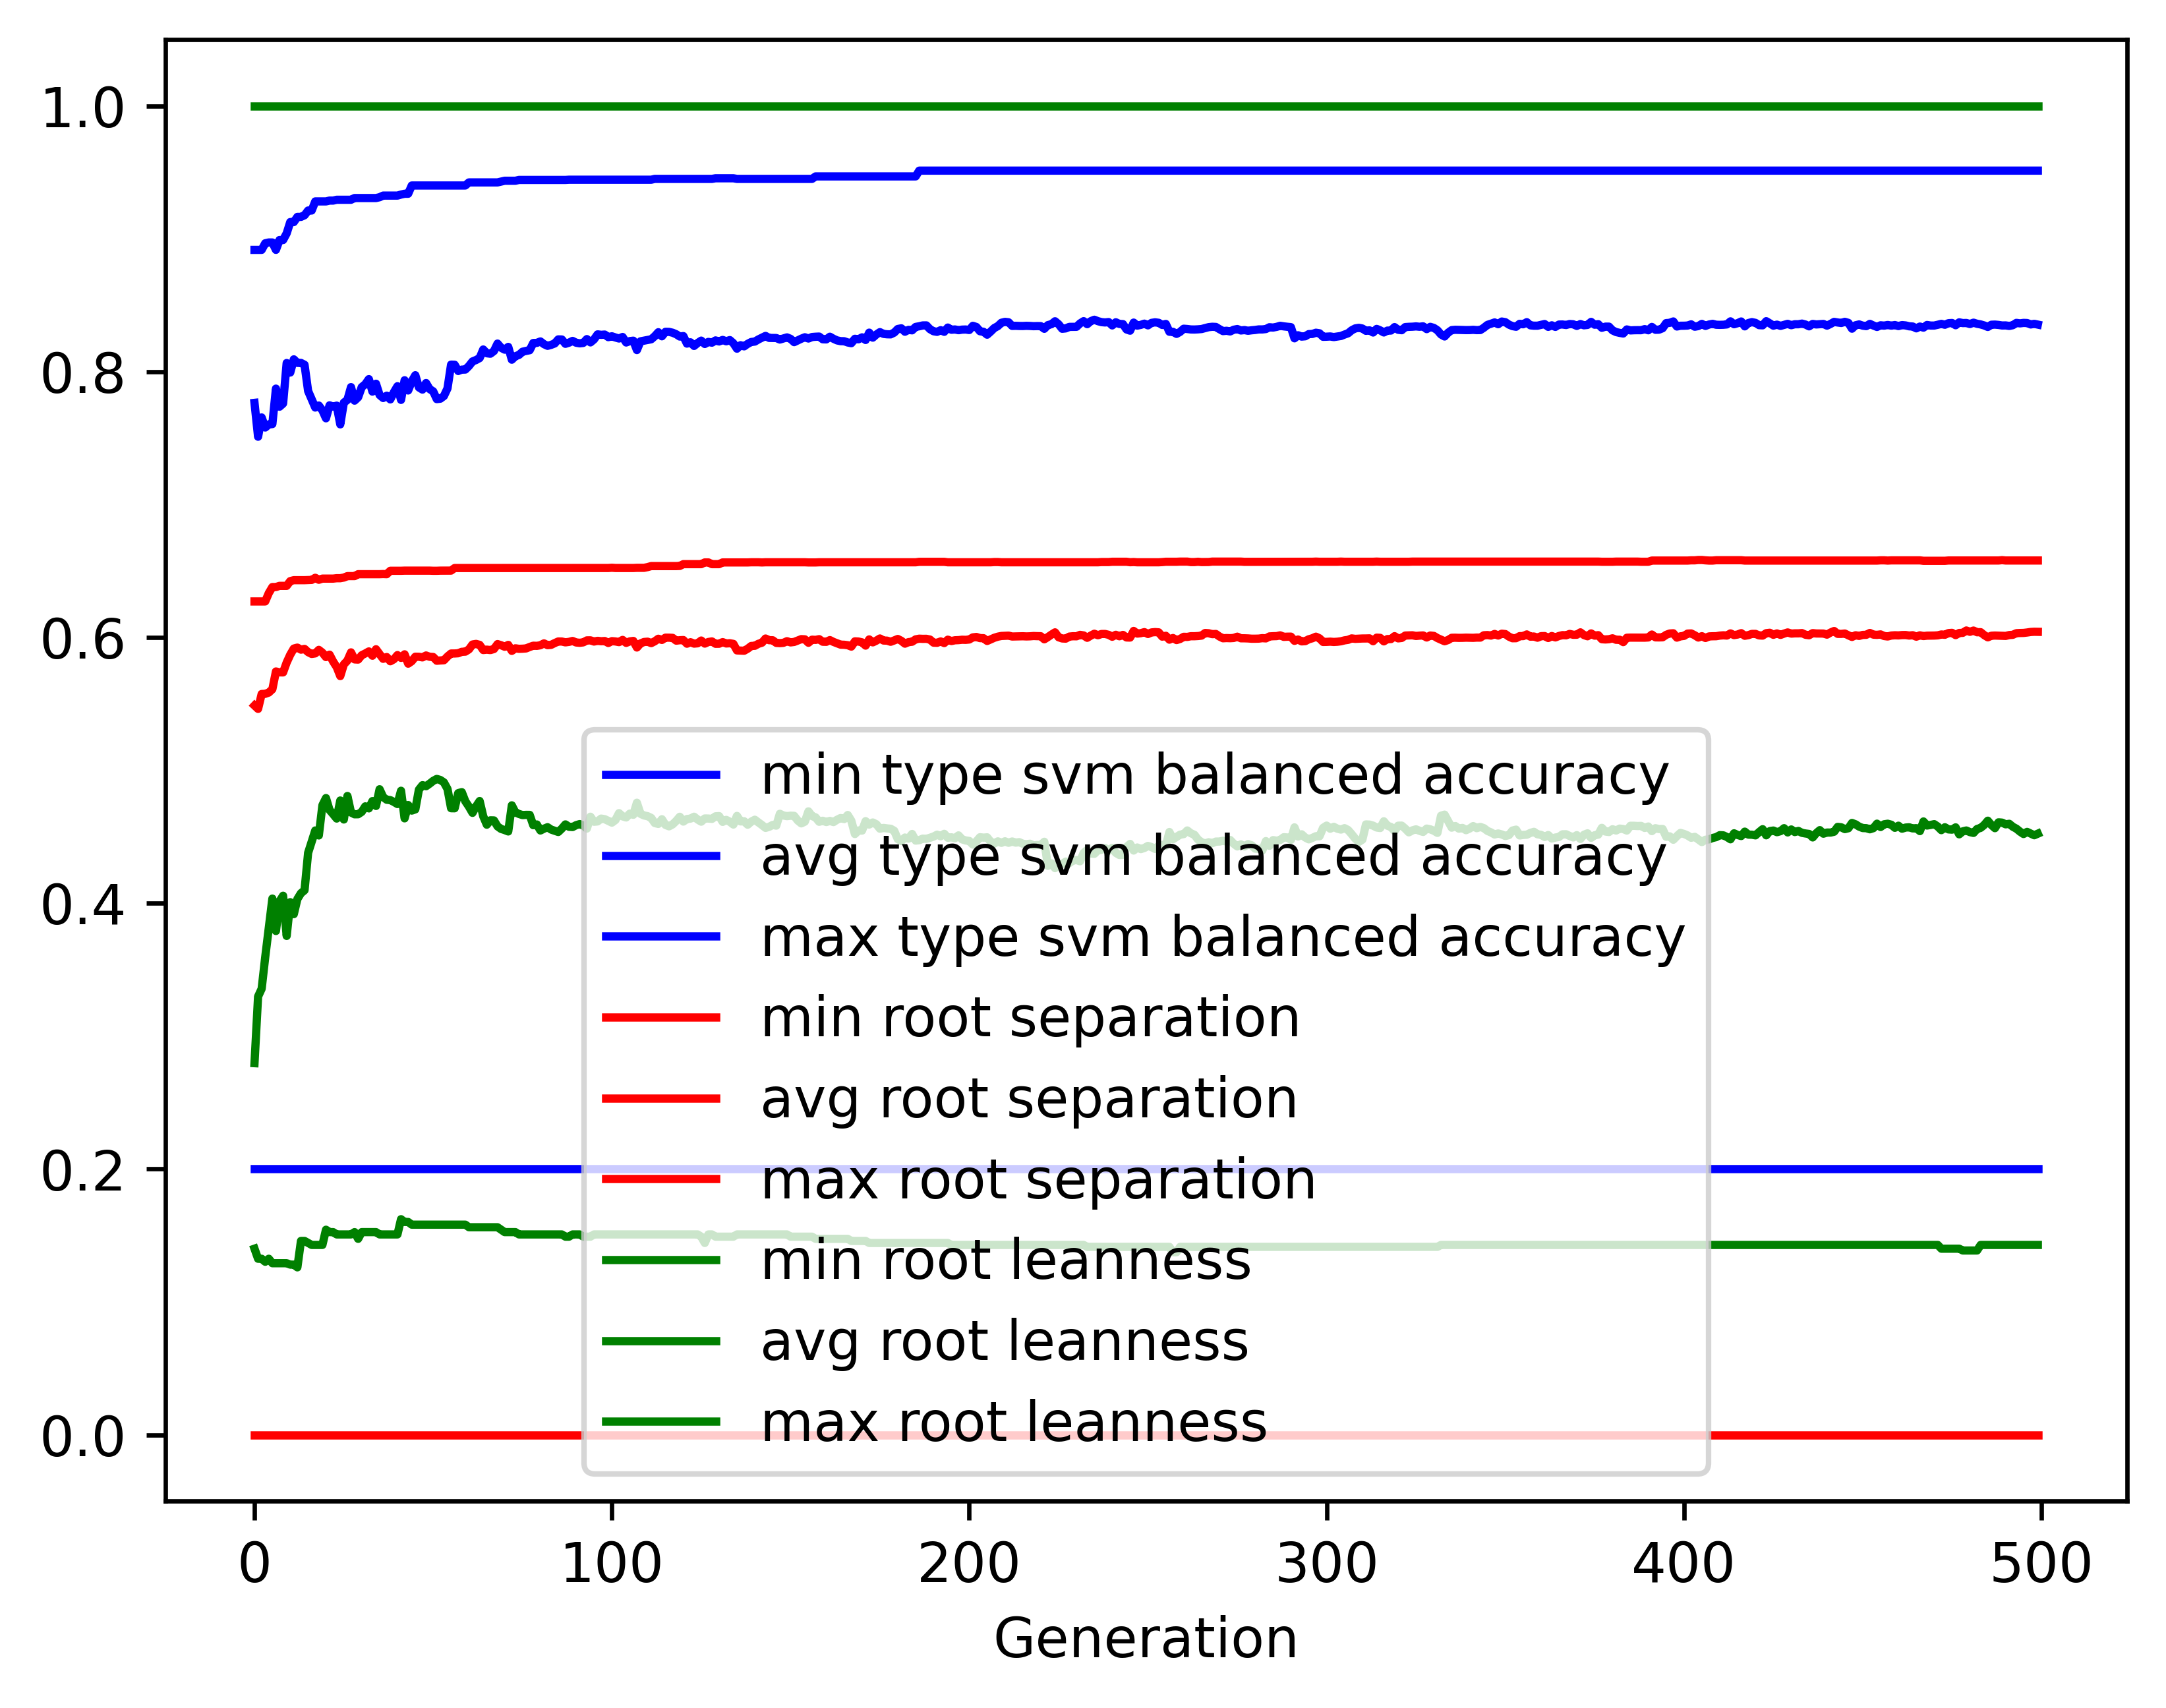 1.0
0.8
0.6
0.4
0.2
0.0
min type svm balanced accuracy
avg type svm balanced accuracy
max type svm balanced accuracy
min root separation
avg root separation
max root separation
min root leanness
avg root leanness
max root leanness
0 100 200 300 400 500
Generation